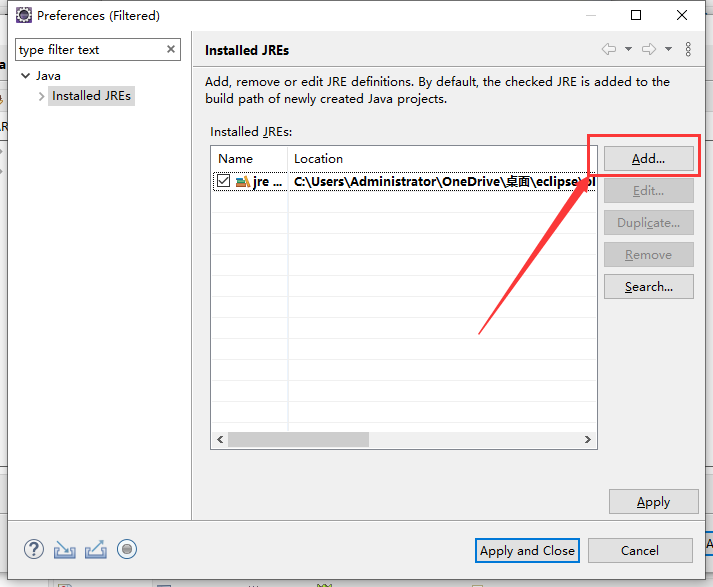 Preferences (Filtered)
type filter text
Java
Installed JREs
Installed JREs
Add, remove or edit JRE definitions. By default, the checked JRE is added to the
build path of newly created Java projects.
Installed JREs:
Name Location
jre ... C:\Users\Administrator\OneDrive\桌面\eclipse\pl
Add...
Edit...
Duplicate...
Remove
Search...
Apply
Apply and Close
Cancel